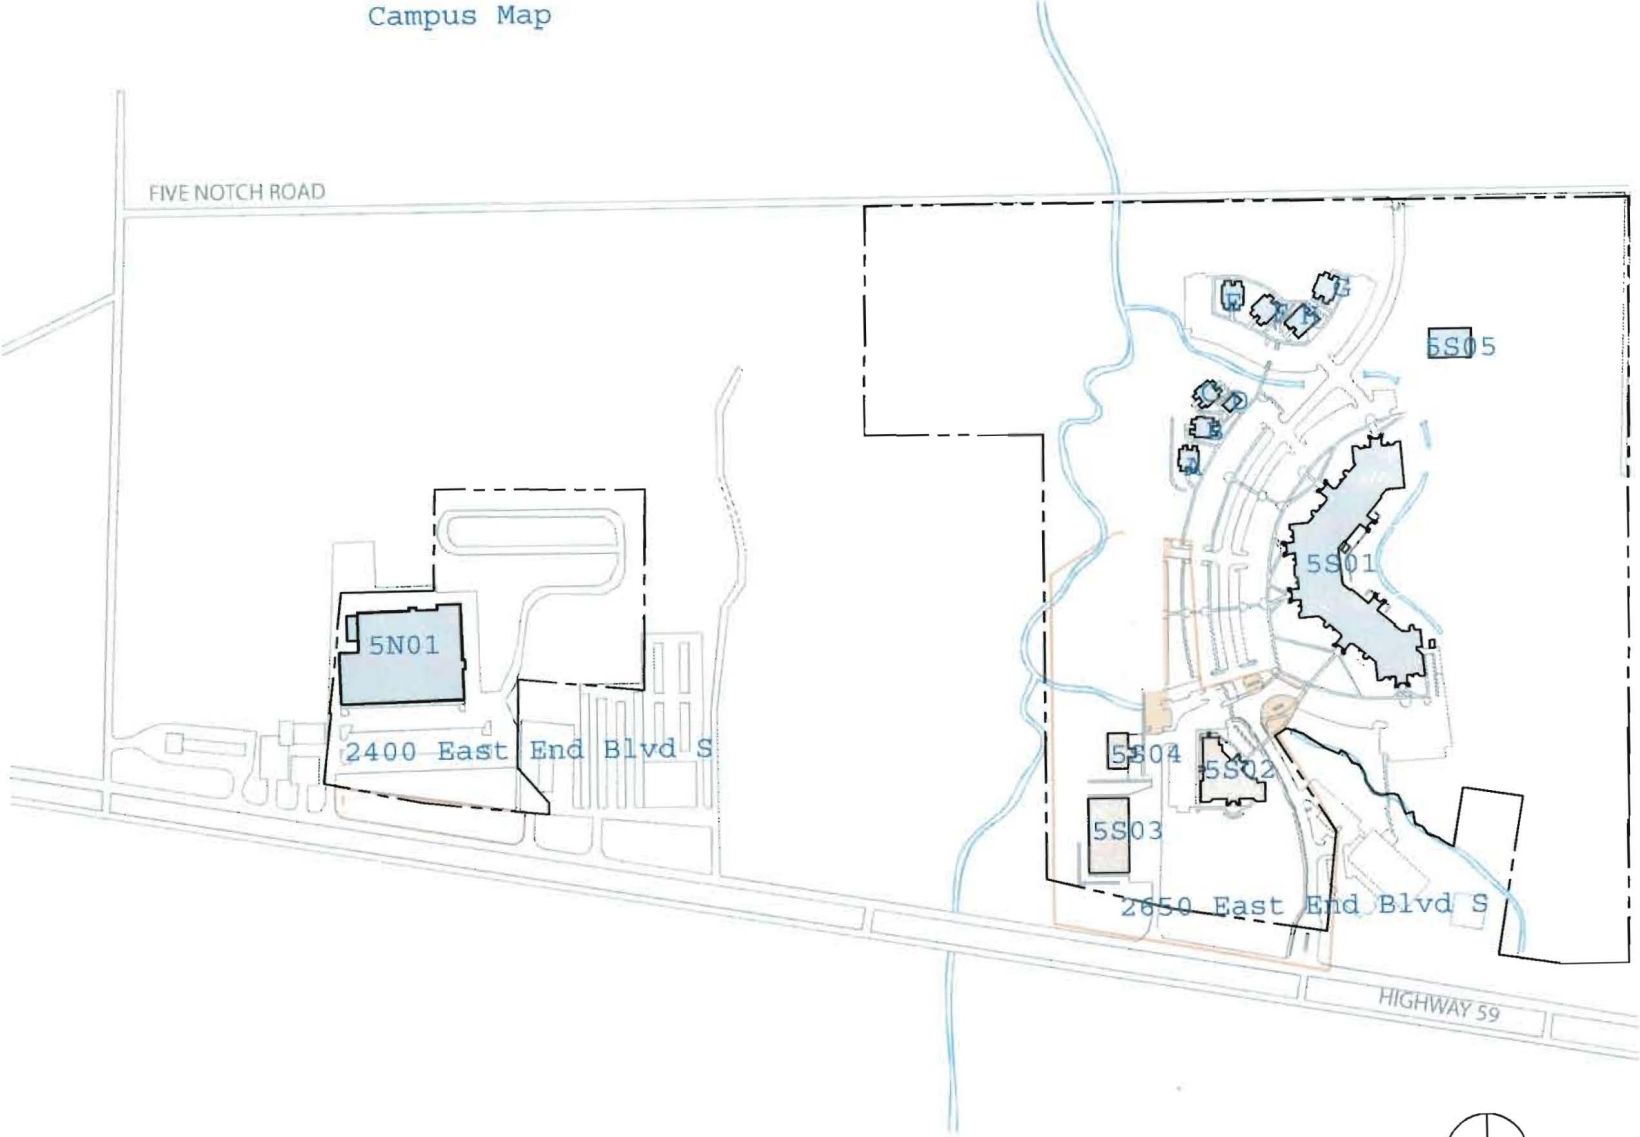 Campus Map
FIVE NOTCH ROAD
G
E
F
H
5S05
C
D
B
A
5S01
5N01
2400 East End Blvd S
5S04
5S02
5S03
2650 East End Blvd S
HIGHWAY 59